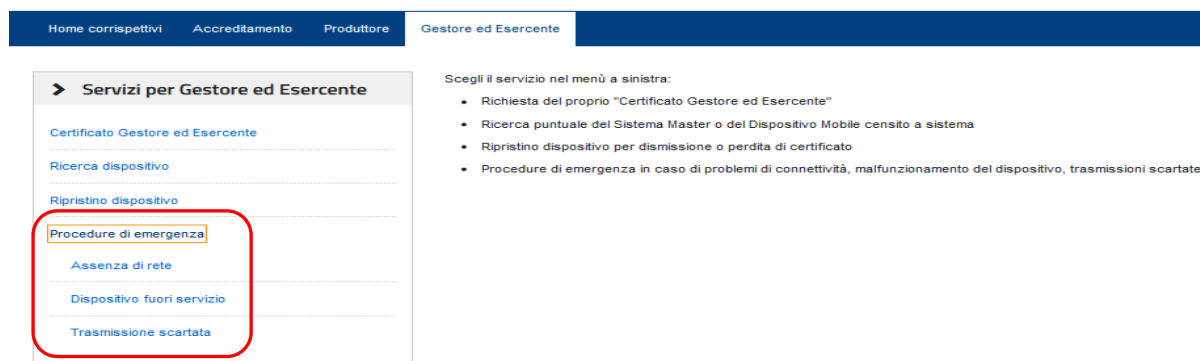 Home corrispettivi Accreditamento Produttore Gestore ed Esercente
Servizi per Gestore ed Esercente
Certificato Gestore ed Esercente
Ricerca dispositivo
Ripristino dispositivo
Procedure di emergenza
Assenza di rete
Dispositivo fuori servizio
Trasmissione scartata
Scegli il servizio nel menù a sinistra:
• Richiesta del proprio "Certificato Gestore ed Esercente"
• Ricerca puntuale del Sistema Master o del Dispositivo Mobile censito a sistema
• Ripristino dispositivo per dismissione o perdita di certificato
• Procedure di emergenza in caso di problemi di connettività, malfunzionamento del dispositivo, trasmissioni scartate